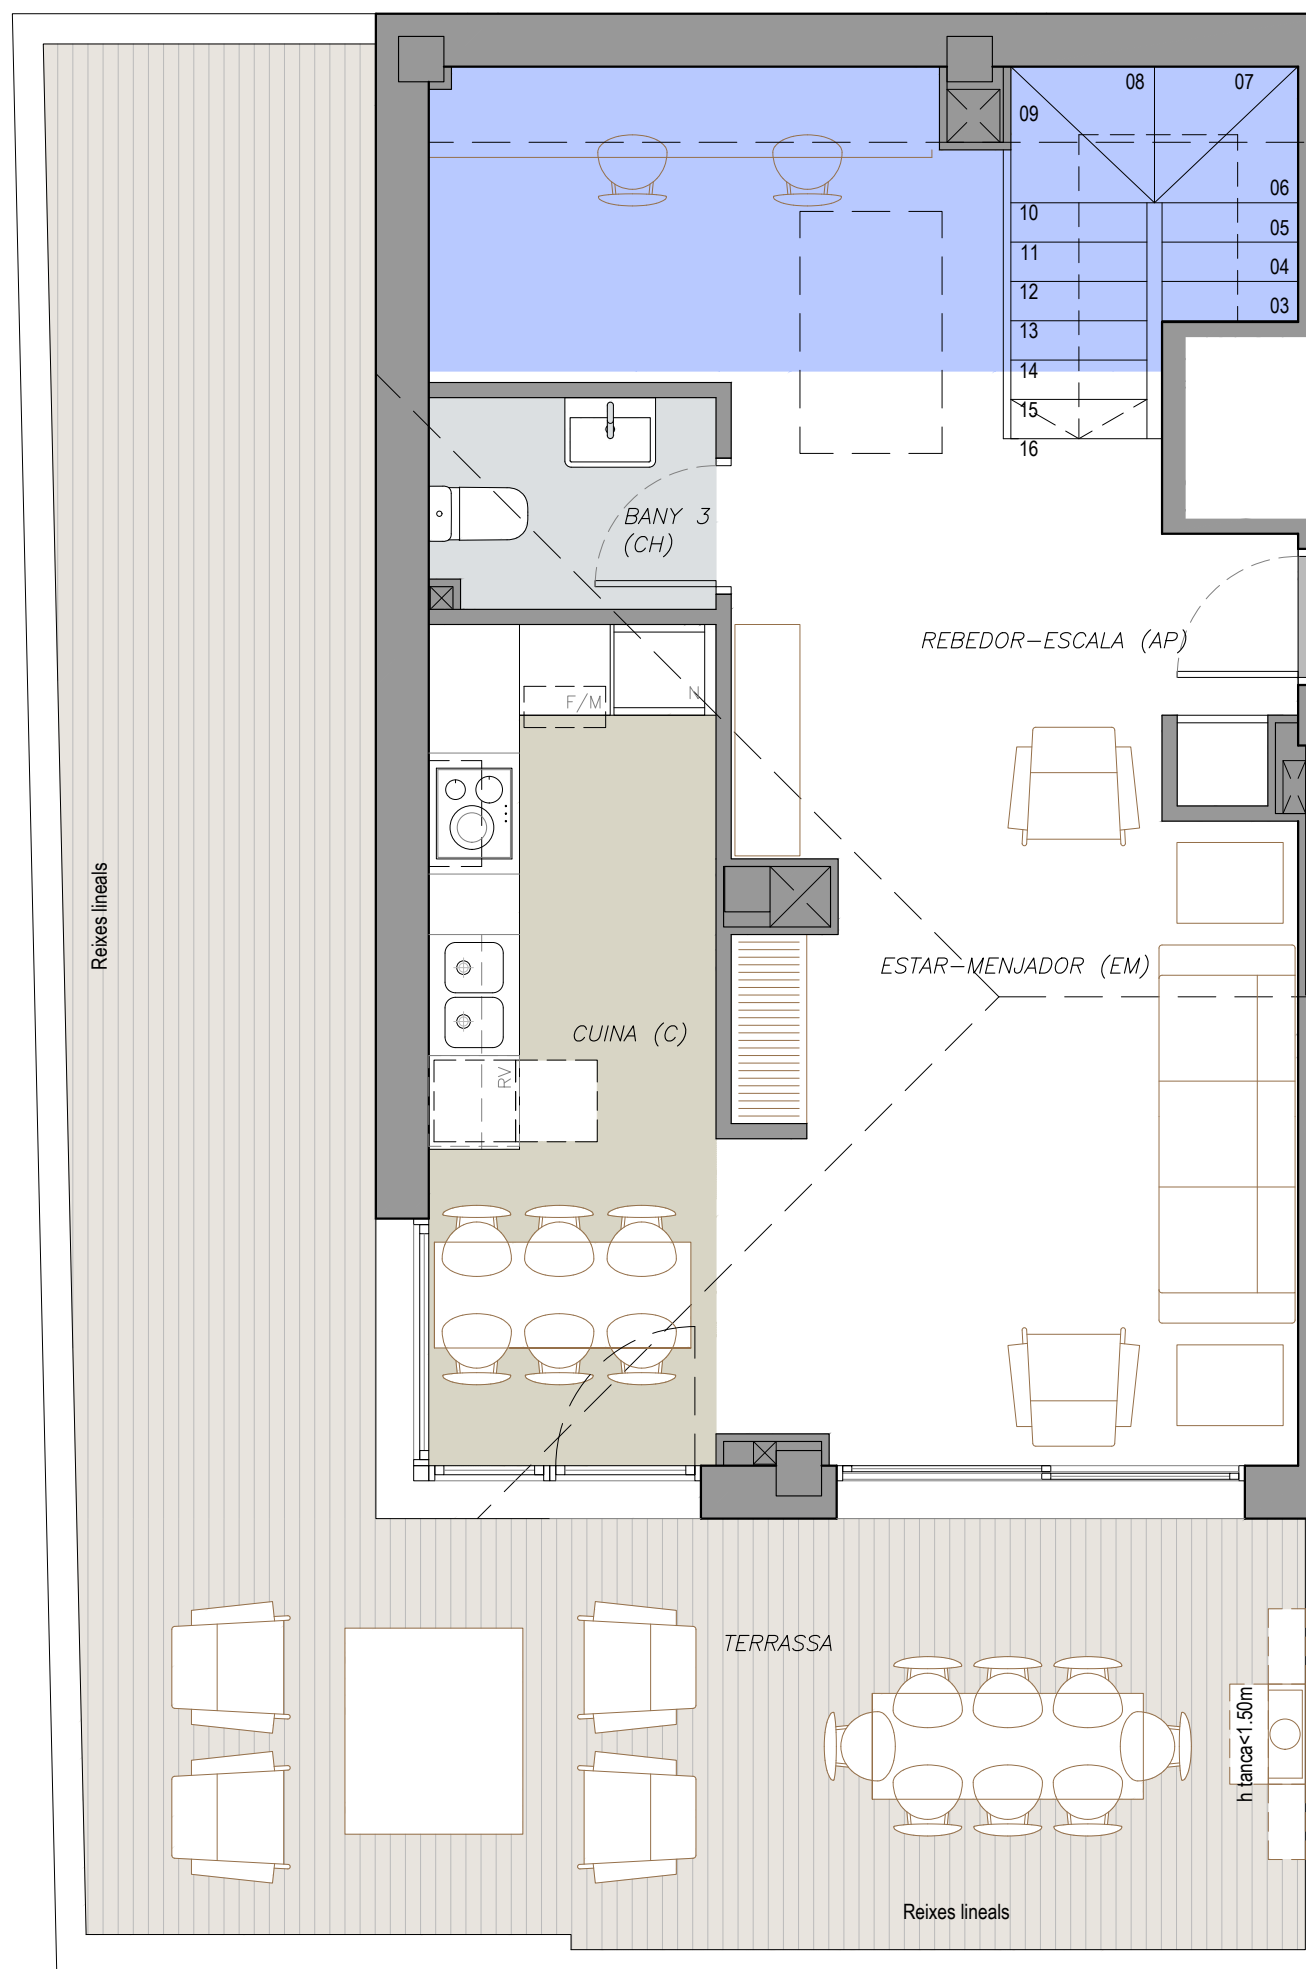 08
07
09
06
10
05
11
04
12
03
13
14
15
16
BANY 3
(CH)
REBEDOR-ESCALA (AP)
F/M
N
Reixes lineals
ESTAR-MENJADOR (EM)
CUINA (C)
RV
TERRASSA
h tanca<1.50m
Reixes lineals